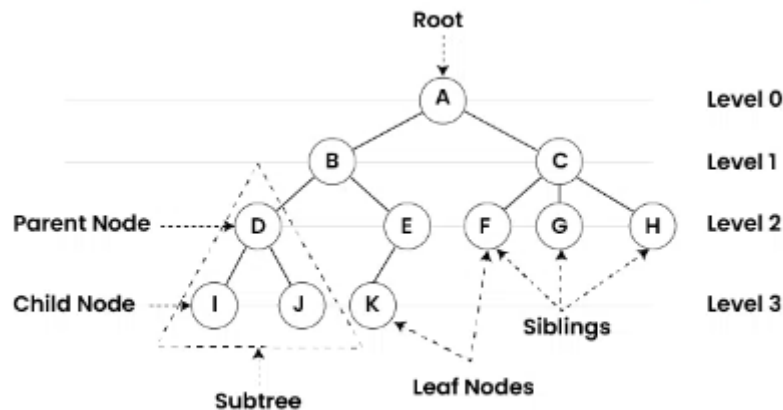 Root
A
Level 0
B
C
Level 1
Parent Node
D
E
F
G
H
Level 2
Child Node
I
J
K
Level 3
Siblings
Leaf Nodes
Subtree